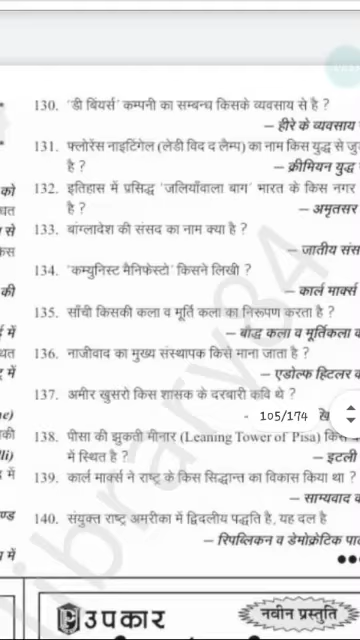 130. 'डी बियर्स' कम्पनी का सम्बन्ध किसके व्यवसाय से है ?
– हीरे के व्यवसाय
131. फ्लोरेंस नाइटिंगेल (लेडी विद द लैम्प) का नाम किस युद्ध से जु
है ?
– क्रीमियन युद्ध
को
132. इतिहास में प्रसिद्ध 'जलियाँवाला बाग' भारत के किस नगर
है ?
– अमृतसर
से
133. बांग्लादेश की संसद का नाम क्या है ?
– जातीय संस
134. 'कम्युनिस्ट मैनिफेस्टो' किसने लिखी ?
की
– कार्ल मार्क्स
135. साँची किसकी कला व मूर्ति कला का निरूपण करता है ?
में
– बौद्ध कला व मूर्तिकला
136. नाजीवाद का मुख्य संस्थापक किसे माना जाता है ?
में
– एडोल्फ हिटलर
137. अमीर खुसरो किस शासक के दरबारी कवि थे ?
105/174
138. पीसा की झुकती मीनार (Leaning Tower of Pisa)
में स्थित है ?
– इटली
में
139. कार्ल मार्क्स ने राष्ट्र के किस सिद्धान्त का विकास किया था ?
– साम्यवाद
140. संयुक्त राष्ट्र अमरीका में द्विदलीय पद्धति है, यह दल है
में
– रिपब्लिकन व डेमोक्रेटिक
उपकार
नवीन प्रस्तुति
library84